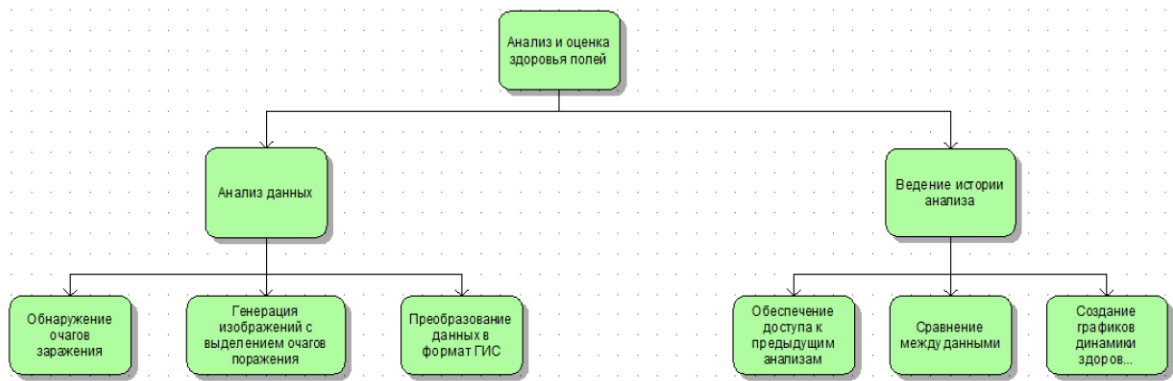 Анализ и оценка
здоровья полей
Анализ данных
Ведение истории
анализа
Обнаружение
очагов
заражения
Генерация
изображений с
выделением очагов
поражения
Преобразование
данных в
формат ГИС
Обеспечение
доступа к
предыдущим
анализам
Сравнение
между данными
Создание
графиков
динамики
здоров...